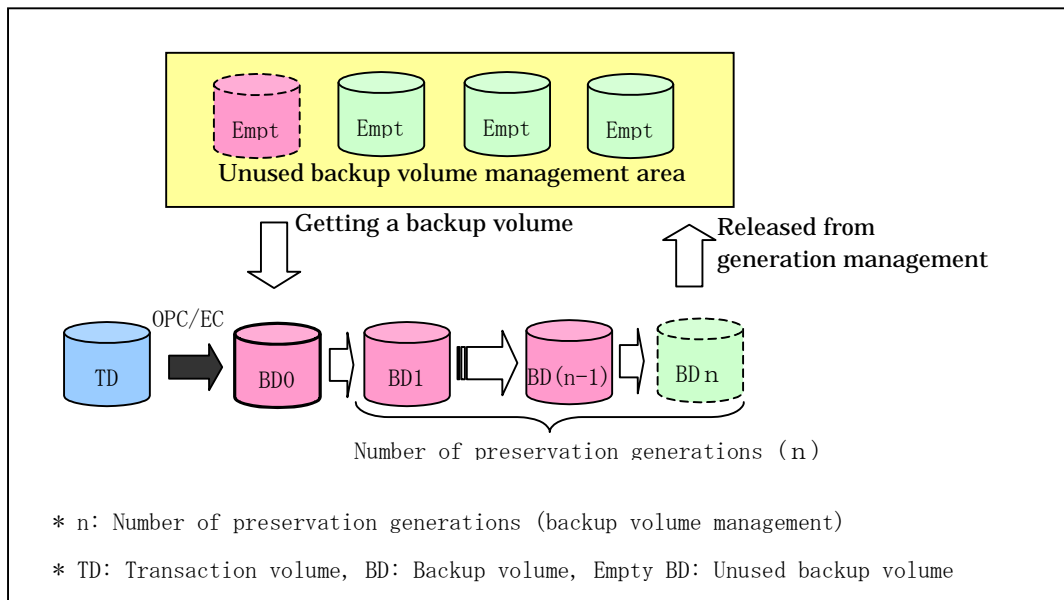 Empt Empt Empt Empt
Unused backup volume management area
Getting a backup volume
Released from
generation management
OPC/EC
TD BD0 BD1 BD(n-1) BDn
Number of preservation generations (n)
* n: Number of preservation generations (backup volume management)
* TD: Transaction volume, BD: Backup volume, Empty BD: Unused backup volume